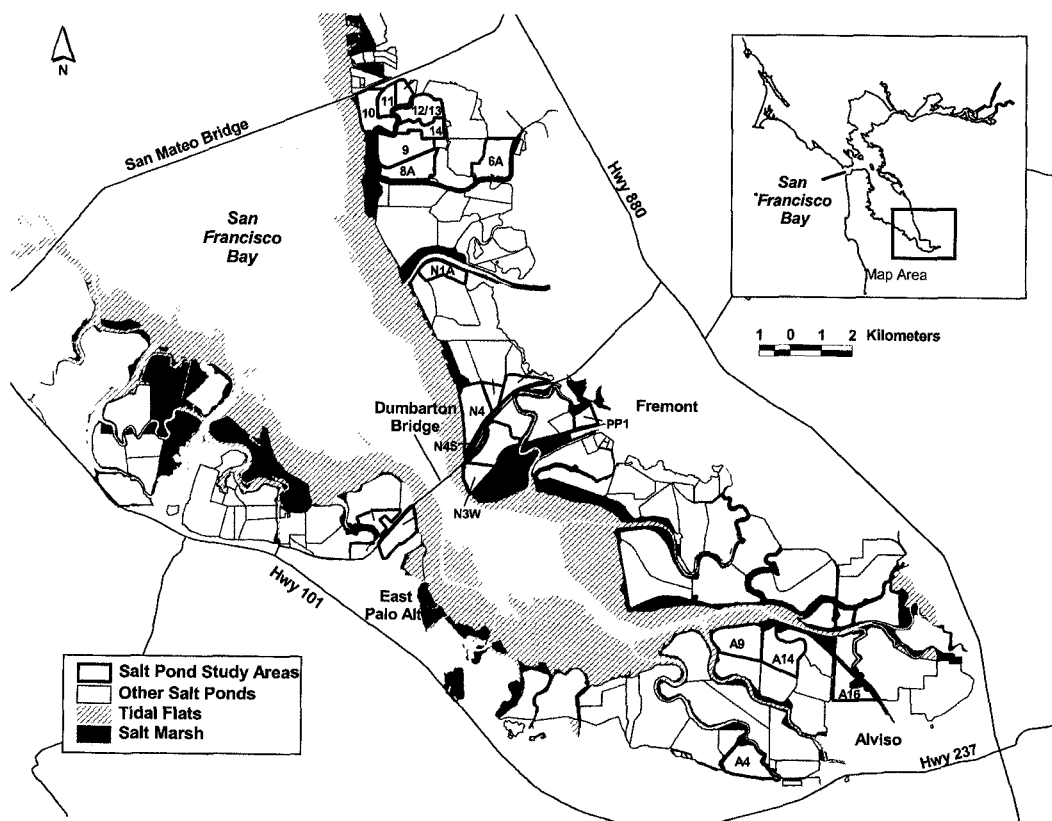 N
San Mateo Bridge
11
10
12/13
14
9
8A
6A
Hwy 880
San
Francisco
Bay
San
Francisco
Bay
Map Area
N1A
1 0 1 2 Kilometers
Dumbarton
Bridge
N4
N4S
Fremont
PP1
N3W
Hwy 101
East
Palo Alt
A9
A14
A16
Alviso
A4
Hwy 237
Salt Pond Study Areas
Other Salt Ponds
Tidal Flats
Salt Marsh